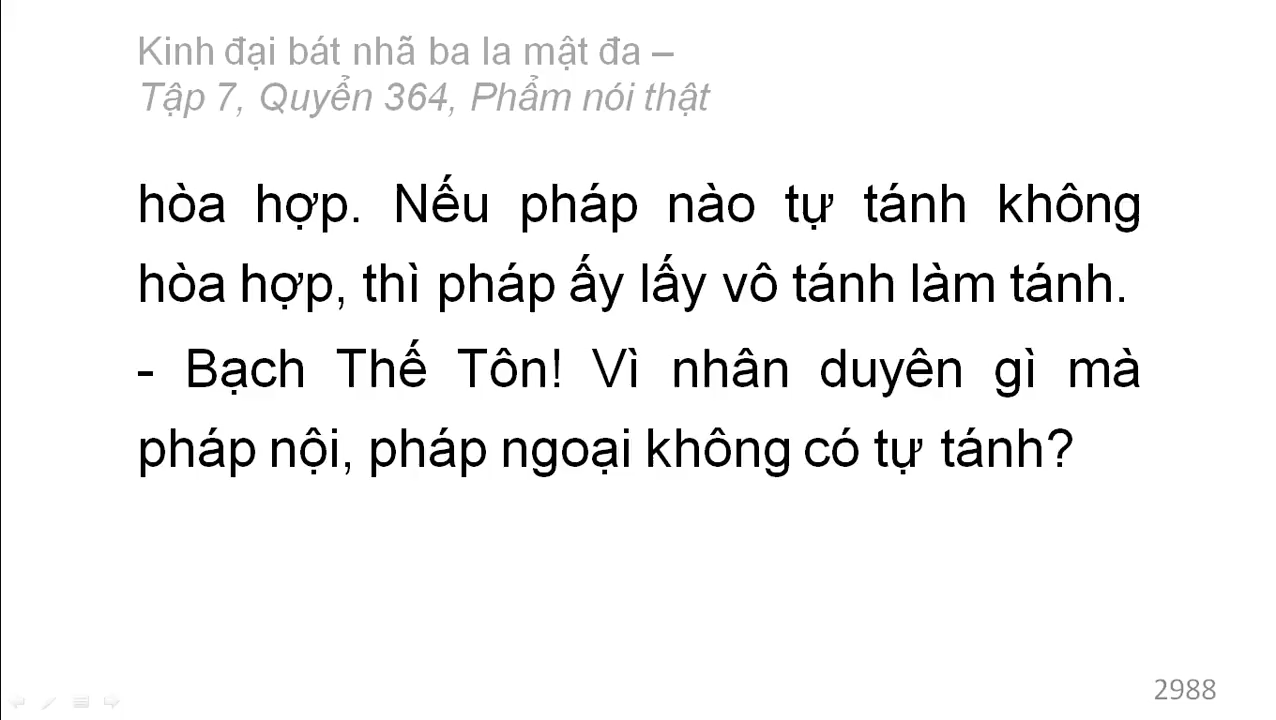 Kinh đại bát nhã ba la mật đa –
Tập 7, Quyển 364, Phẩm nói thật
hòa hợp. Nếu pháp nào tự tánh không
hòa hợp, thì pháp ấy lấy vô tánh làm tánh.
- Bạch Thế Tôn! Vì nhân duyên gì mà
pháp nội, pháp ngoại không có tự tánh?
2988